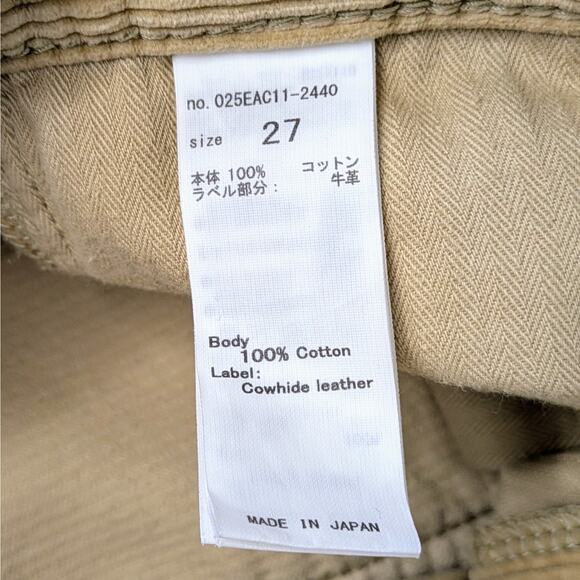 no. 025EAC11-2440
size 27
本体 100% コットン
ラベル部分: 牛革
Body
100% Cotton
Label:
Cowhide leather
MADE IN JAPAN